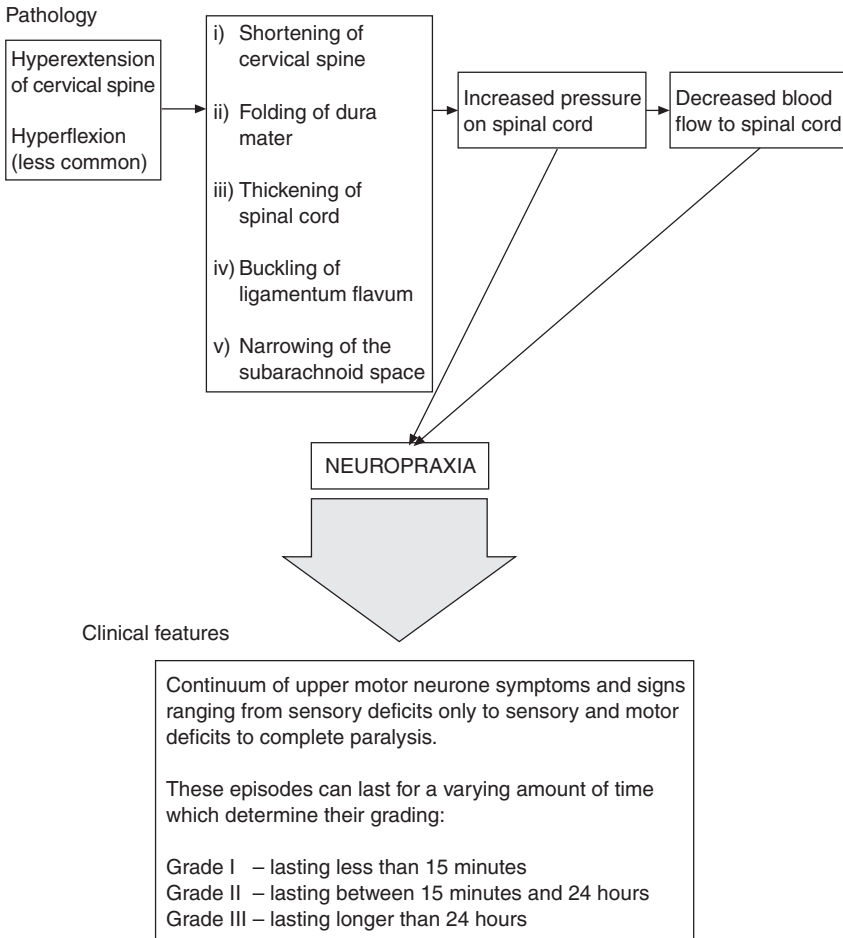 Pathology
Hyperextension
of cervical spine
Hyperflexion
(less common)
i) Shortening of
cervical spine
ii) Folding of dura
mater
iii) Thickening of
spinal cord
iv) Buckling of
ligamentum flavum
v) Narrowing of the
subarachnoid space
Increased pressure
on spinal cord
Decreased blood
flow to spinal cord
NEUROPRAXIA
Clinical features
Continuum of upper motor neurone symptoms and signs
ranging from sensory deficits only to sensory and motor
deficits to complete paralysis.
These episodes can last for a varying amount of time
which determine their grading:
Grade I – lasting less than 15 minutes
Grade II – lasting between 15 minutes and 24 hours
Grade III – lasting longer than 24 hours